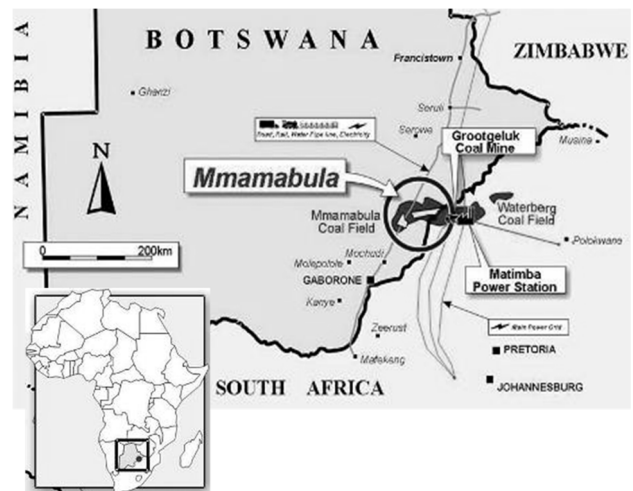 BOTSWANA
ZIMBABWE
NAMIBIA
Francistown
Ghanzi
Serule
Road, Rail, Water Pipe line, Electricity
Serowe
Grootgeluk
Coal Mine
Musina
N
Mmamabula
Mmamabula
Coal Field
Waterberg
Coal Field
0 200km
Polokwane
Mochudi
Molepolole
GABORONE
Matimba
Power Station
Kanye
Main Power Grid
Zeerust
PRETORIA
Mafekeng
SOUTH AFRICA
JOHANNESBURG